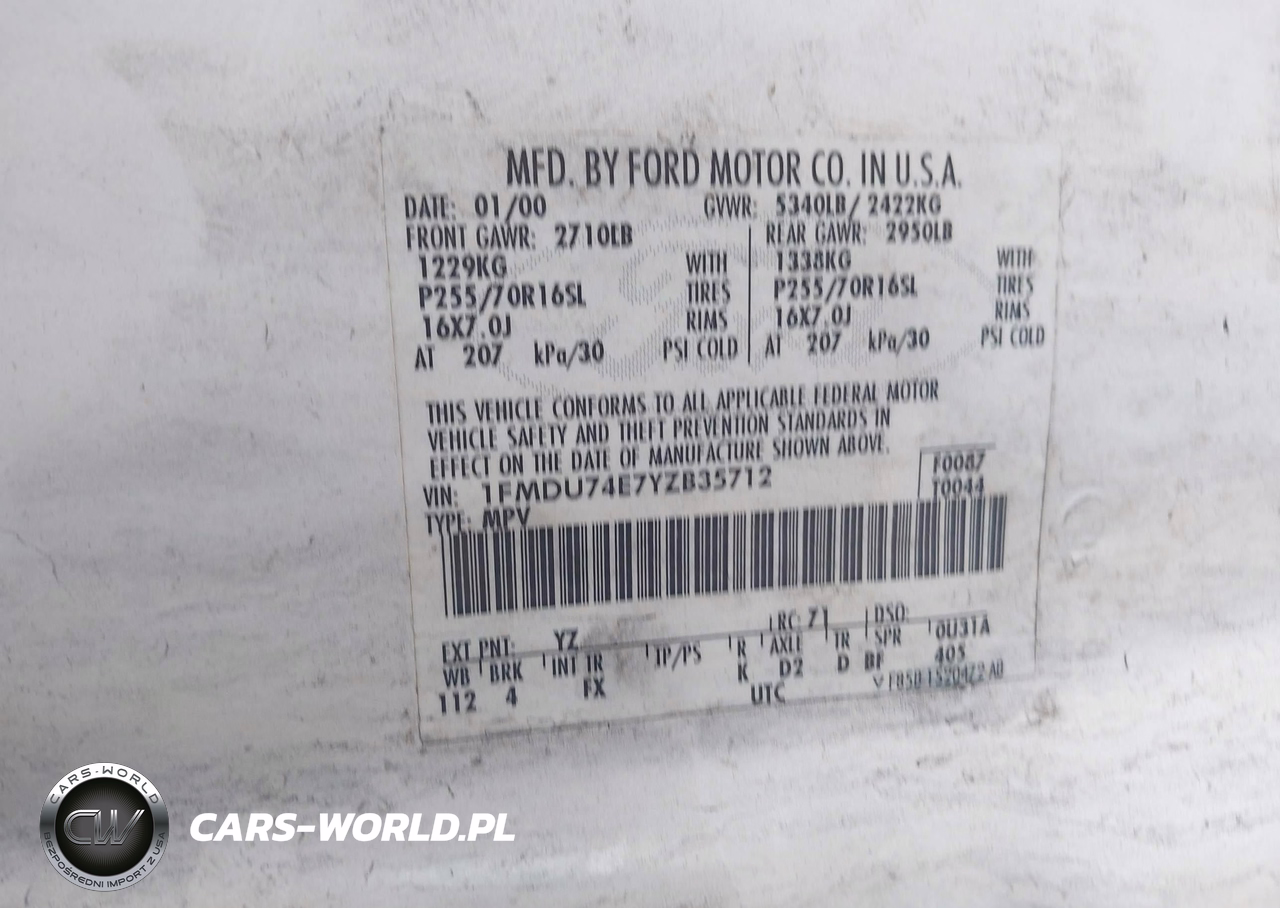 MFD. BY FORD MOTOR CO. IN U.S.A.
DATE: 01/00 GVWR: 5340LB/ 2422KG
FRONT GAWR: 2710LB REAR GAWR: 2950LB
1229KG WITH 1338KG WITH
P255/70R16SL TIRES P255/70R16SL TIRES
16X7.0J RIMS 16X7.0J RIMS
AT 207 kPa/30 PSI COLD AT 207 kPa/30 PSI COLD
THIS VEHICLE CONFORMS TO ALL APPLICABLE FEDERAL MOTOR
VEHICLE SAFETY AND THEFT PREVENTION STANDARDS IN
EFFECT ON THE DATE OF MANUFACTURE SHOWN ABOVE.
VIN: 1FMDU74E7YZB35712 F0087
TYPE: MPV T0044
EXT PNT: YZ RC: 71 DSO:
WB BRK INT TR TP/PS R AXLE TR SPR 0U31A
112 4 FX K D2 D BF 405
UTC
CARS-WORLD
CW
BEZPOŚREDNI IMPORT Z USA
CARS-WORLD.PL